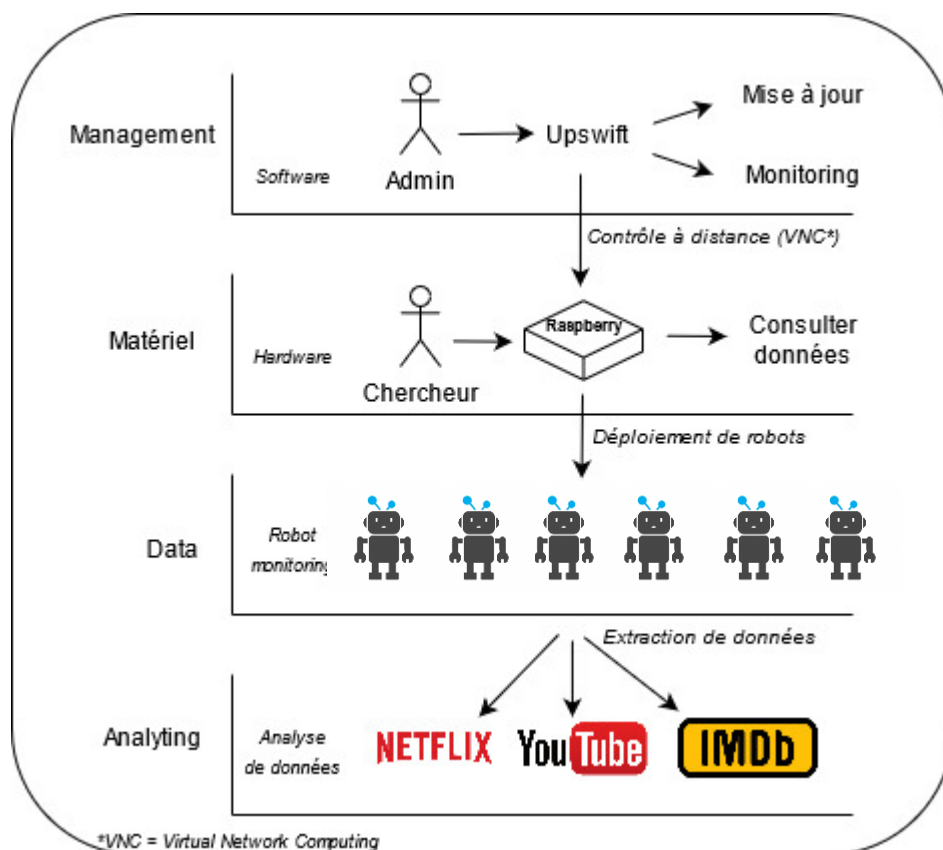 Management
Software
Admin
Upswift
Mise à jour
Monitoring
Contrôle à distance (VNC*)
Matériel
Hardware
Chercheur
Raspberry
Consulter
données
Déploiement de robots
Data
Robot
monitoring
Extraction de données
Analyting
Analyse
de données
NETFLIX
YouTube
IMDb
*VNC = Virtual Network Computing